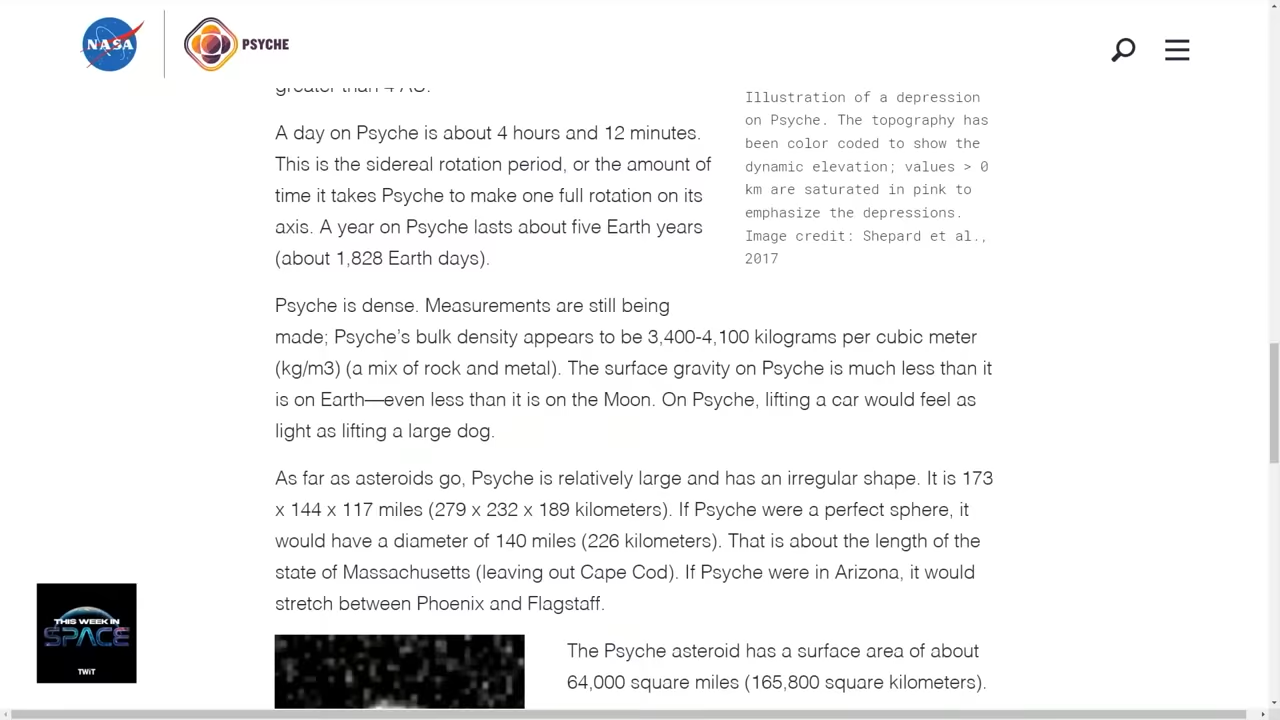 NASA
PSYCHE
greater than 4 AU.
A day on Psyche is about 4 hours and 12 minutes.
This is the sidereal rotation period, or the amount of
time it takes Psyche to make one full rotation on its
axis. A year on Psyche lasts about five Earth years
(about 1,828 Earth days).
Illustration of a depression
on Psyche. The topography has
been color coded to show the
dynamic elevation; values > 0
km are saturated in pink to
emphasize the depressions.
Image credit: Shepard et al.,
2017
Psyche is dense. Measurements are still being
made; Psyche’s bulk density appears to be 3,400-4,100 kilograms per cubic meter
(kg/m3) (a mix of rock and metal). The surface gravity on Psyche is much less than it
is on Earth—even less than it is on the Moon. On Psyche, lifting a car would feel as
light as lifting a large dog.
As far as asteroids go, Psyche is relatively large and has an irregular shape. It is 173
x 144 x 117 miles (279 x 232 x 189 kilometers). If Psyche were a perfect sphere, it
would have a diameter of 140 miles (226 kilometers). That is about the length of the
state of Massachusetts (leaving out Cape Cod). If Psyche were in Arizona, it would
stretch between Phoenix and Flagstaff.
The Psyche asteroid has a surface area of about
64,000 square miles (165,800 square kilometers).
THIS WEEK IN
SPACE
TWiT